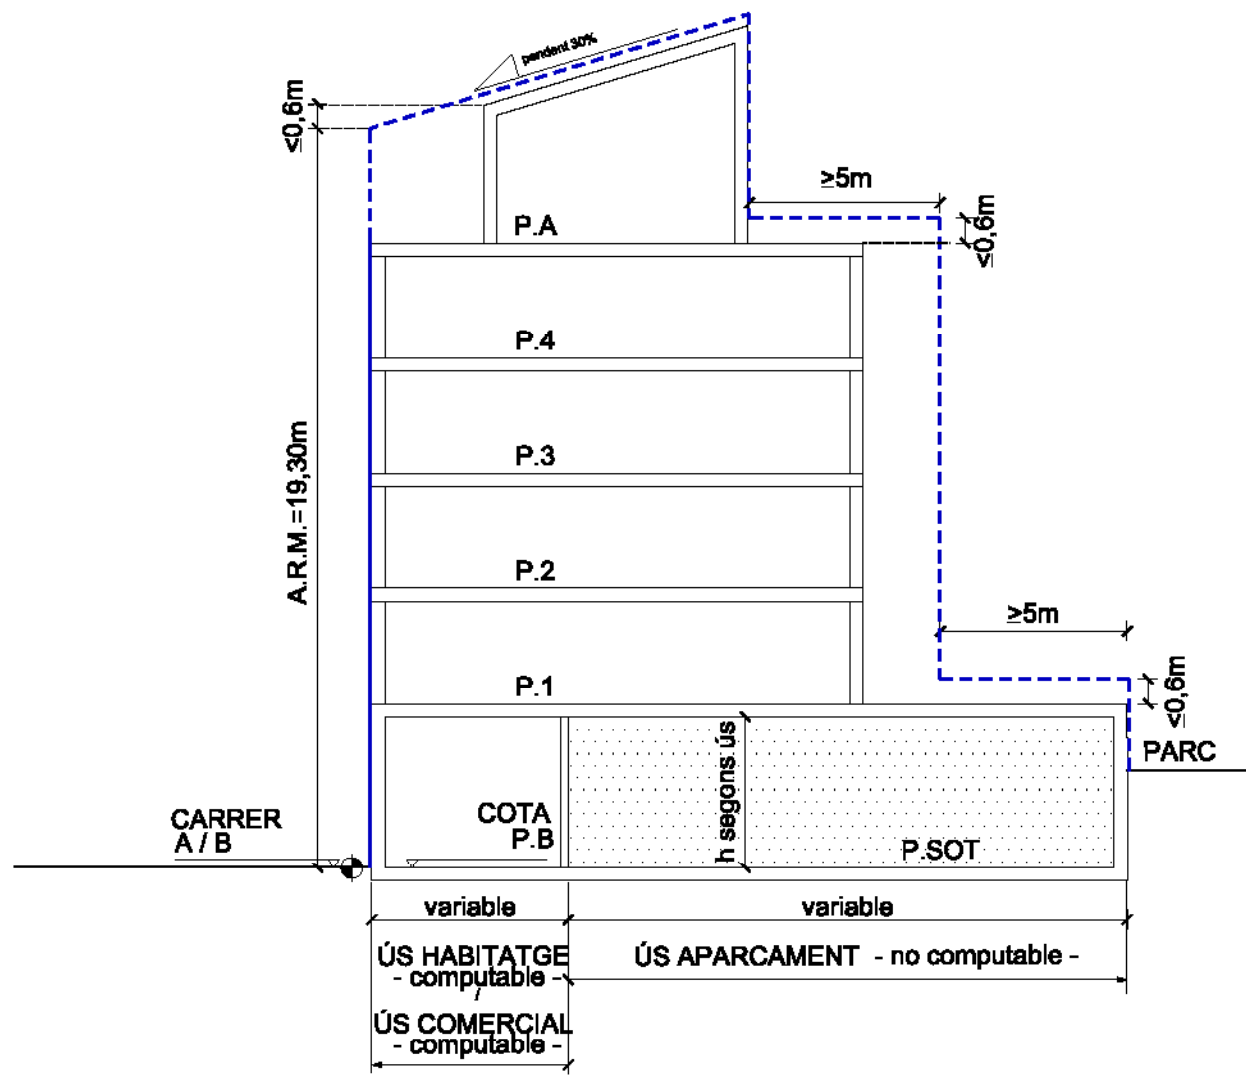 pendent 30%
≤0,6m
≥5m
≤0,6m
P.A
P.4
P.3
A.R.M.=19,30m
P.2
≥5m
P.1
≤0,6m
h segons ús
PARC
CARRER
A / B
COTA
P.B
P.SOT
variable
variable
ÚS HABITATGE
- computable -
/
ÚS COMERCIAL
- computable -
ÚS APARCAMENT - no computable -